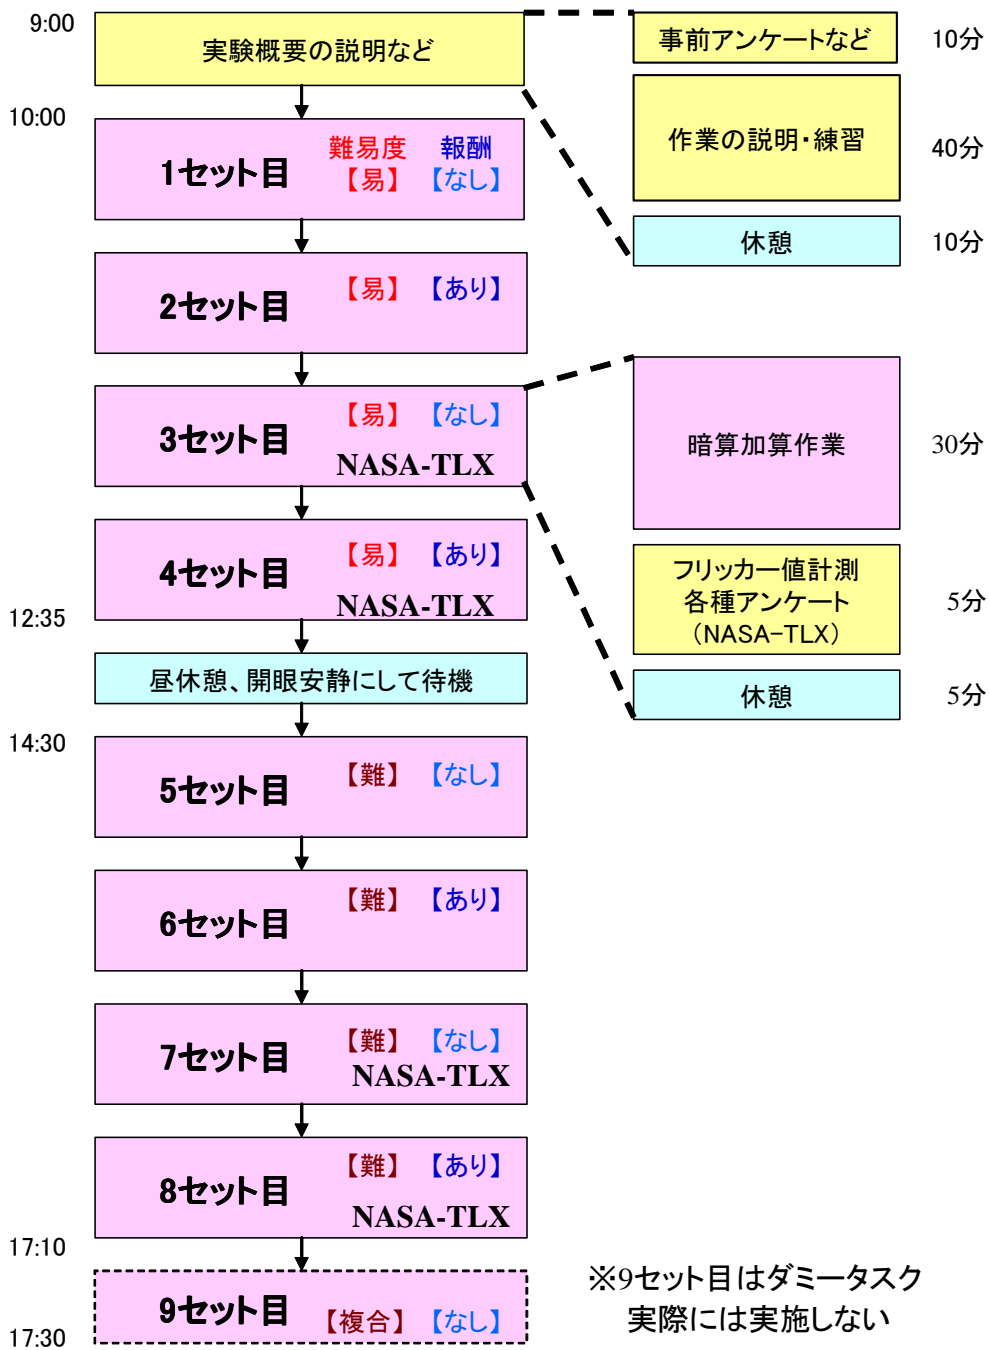 9:00
実験概要の説明など
事前アンケートなど
10分
作業の説明・練習
40分
休憩
10分
10:00
難易度 報酬
1セット目
【易】 【なし】
【易】 【あり】
2セット目
【易】 【なし】
3セット目
NASA-TLX
暗算加算作業
30分
【易】 【あり】
4セット目
NASA-TLX
フリッカー値計測
各種アンケート
（NASA-TLX）
5分
休憩
5分
12:35
昼休憩、開眼安静にして待機
14:30
【難】 【なし】
5セット目
【難】 【あり】
6セット目
【難】 【なし】
7セット目
NASA-TLX
【難】 【あり】
8セット目
NASA-TLX
17:10
9セット目
【複合】 【なし】
17:30
※9セット目はダミータスク
実際には実施しない